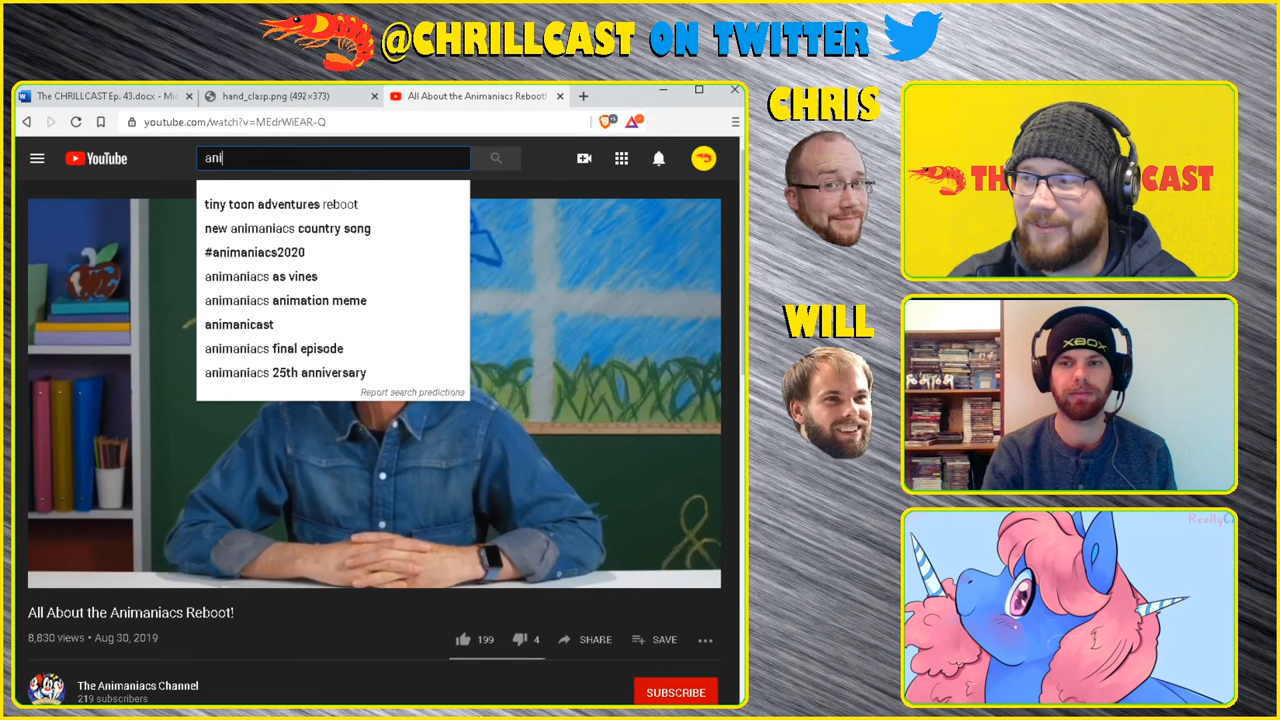 @CHRILLCAST ON TWITTER
The CHRILLCAST Ep. 43.docx - Mic
hand_clasp.png (492×373)
All About the Animaniacs Reboot!
youtube.com/watch?v=MEdrWiEAR-Q
YouTube
ani
tiny toon adventures reboot
new animaniacs country song
#animaniacs2020
animaniacs as vines
animaniacs animation meme
animanicast
animaniacs final episode
animaniacs 25th anniversary
Report search predictions
All About the Animaniacs Reboot!
8,830 views • Aug 30, 2019
199
4
SHARE
SAVE
The Animaniacs Channel
219 subscribers
SUBSCRIBE
CHRIS
TH
CAST
WILL
XBOX